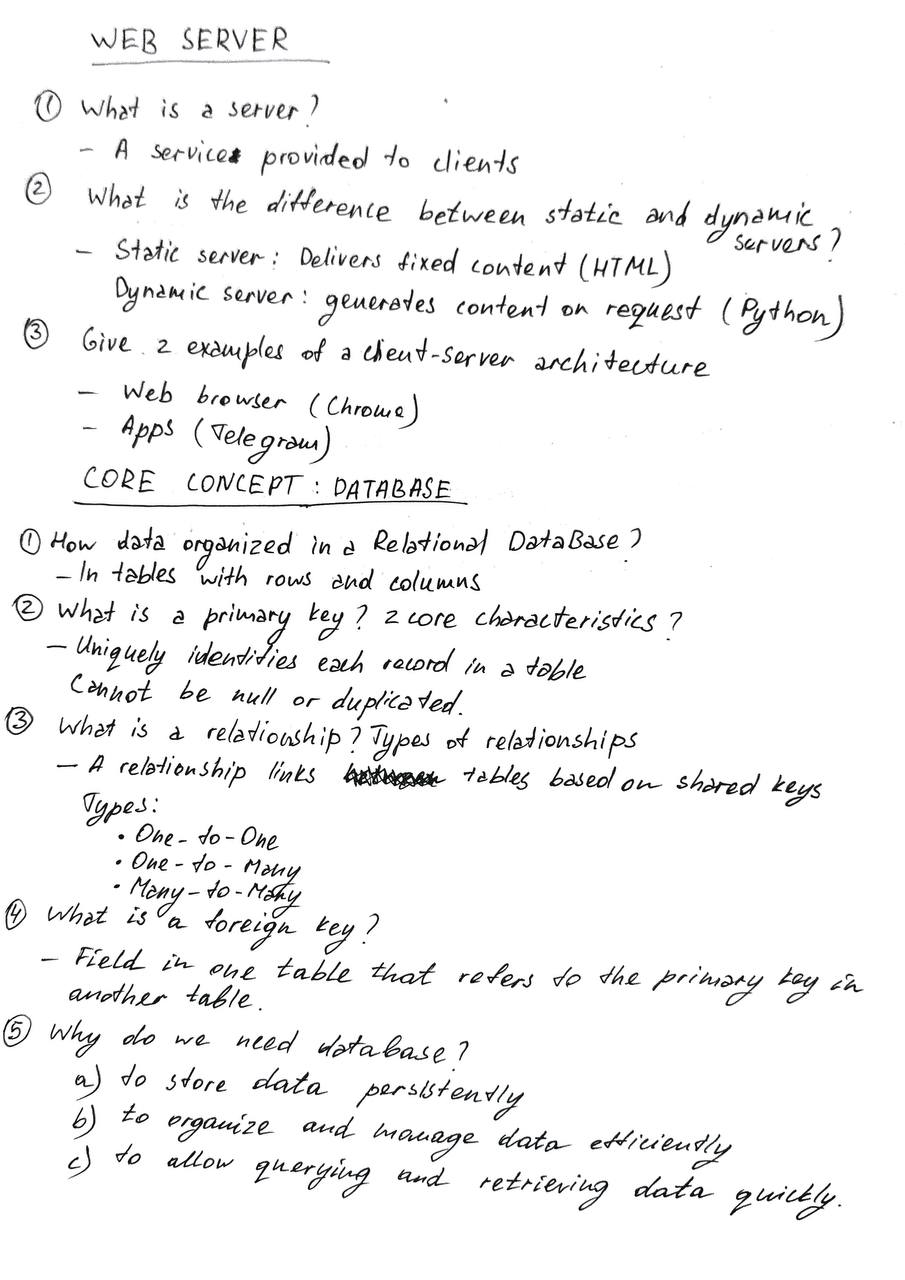 WEB SERVER
① What is a server?
- A service provided to clients
② What is the difference between static and dynamic
servers?
- Static server: Delivers fixed content (HTML)
Dynamic server: generates content on request (Python)
③ Give 2 examples of a client-server architecture
- Web browser (Chrome)
- Apps (Telegram)
CORE CONCEPT: DATABASE
① How data organized in a Relational DataBase?
- In tables with rows and columns
② What is a primary key? 2 core characteristics?
- Uniquely identifies each record in a table
Cannot be null or duplicated.
③ What is a relationship? Types of relationships
- A relationship links tables based on shared keys
Types:
• One-to-One
• One-to-Many
• Many-to-Many
④ What is a foreign key?
- Field in one table that refers to the primary key in
another table.
⑤ Why do we need database?
a) to store data persistently
b) to organize and manage data efficiently
c) to allow querying and retrieving data quickly.